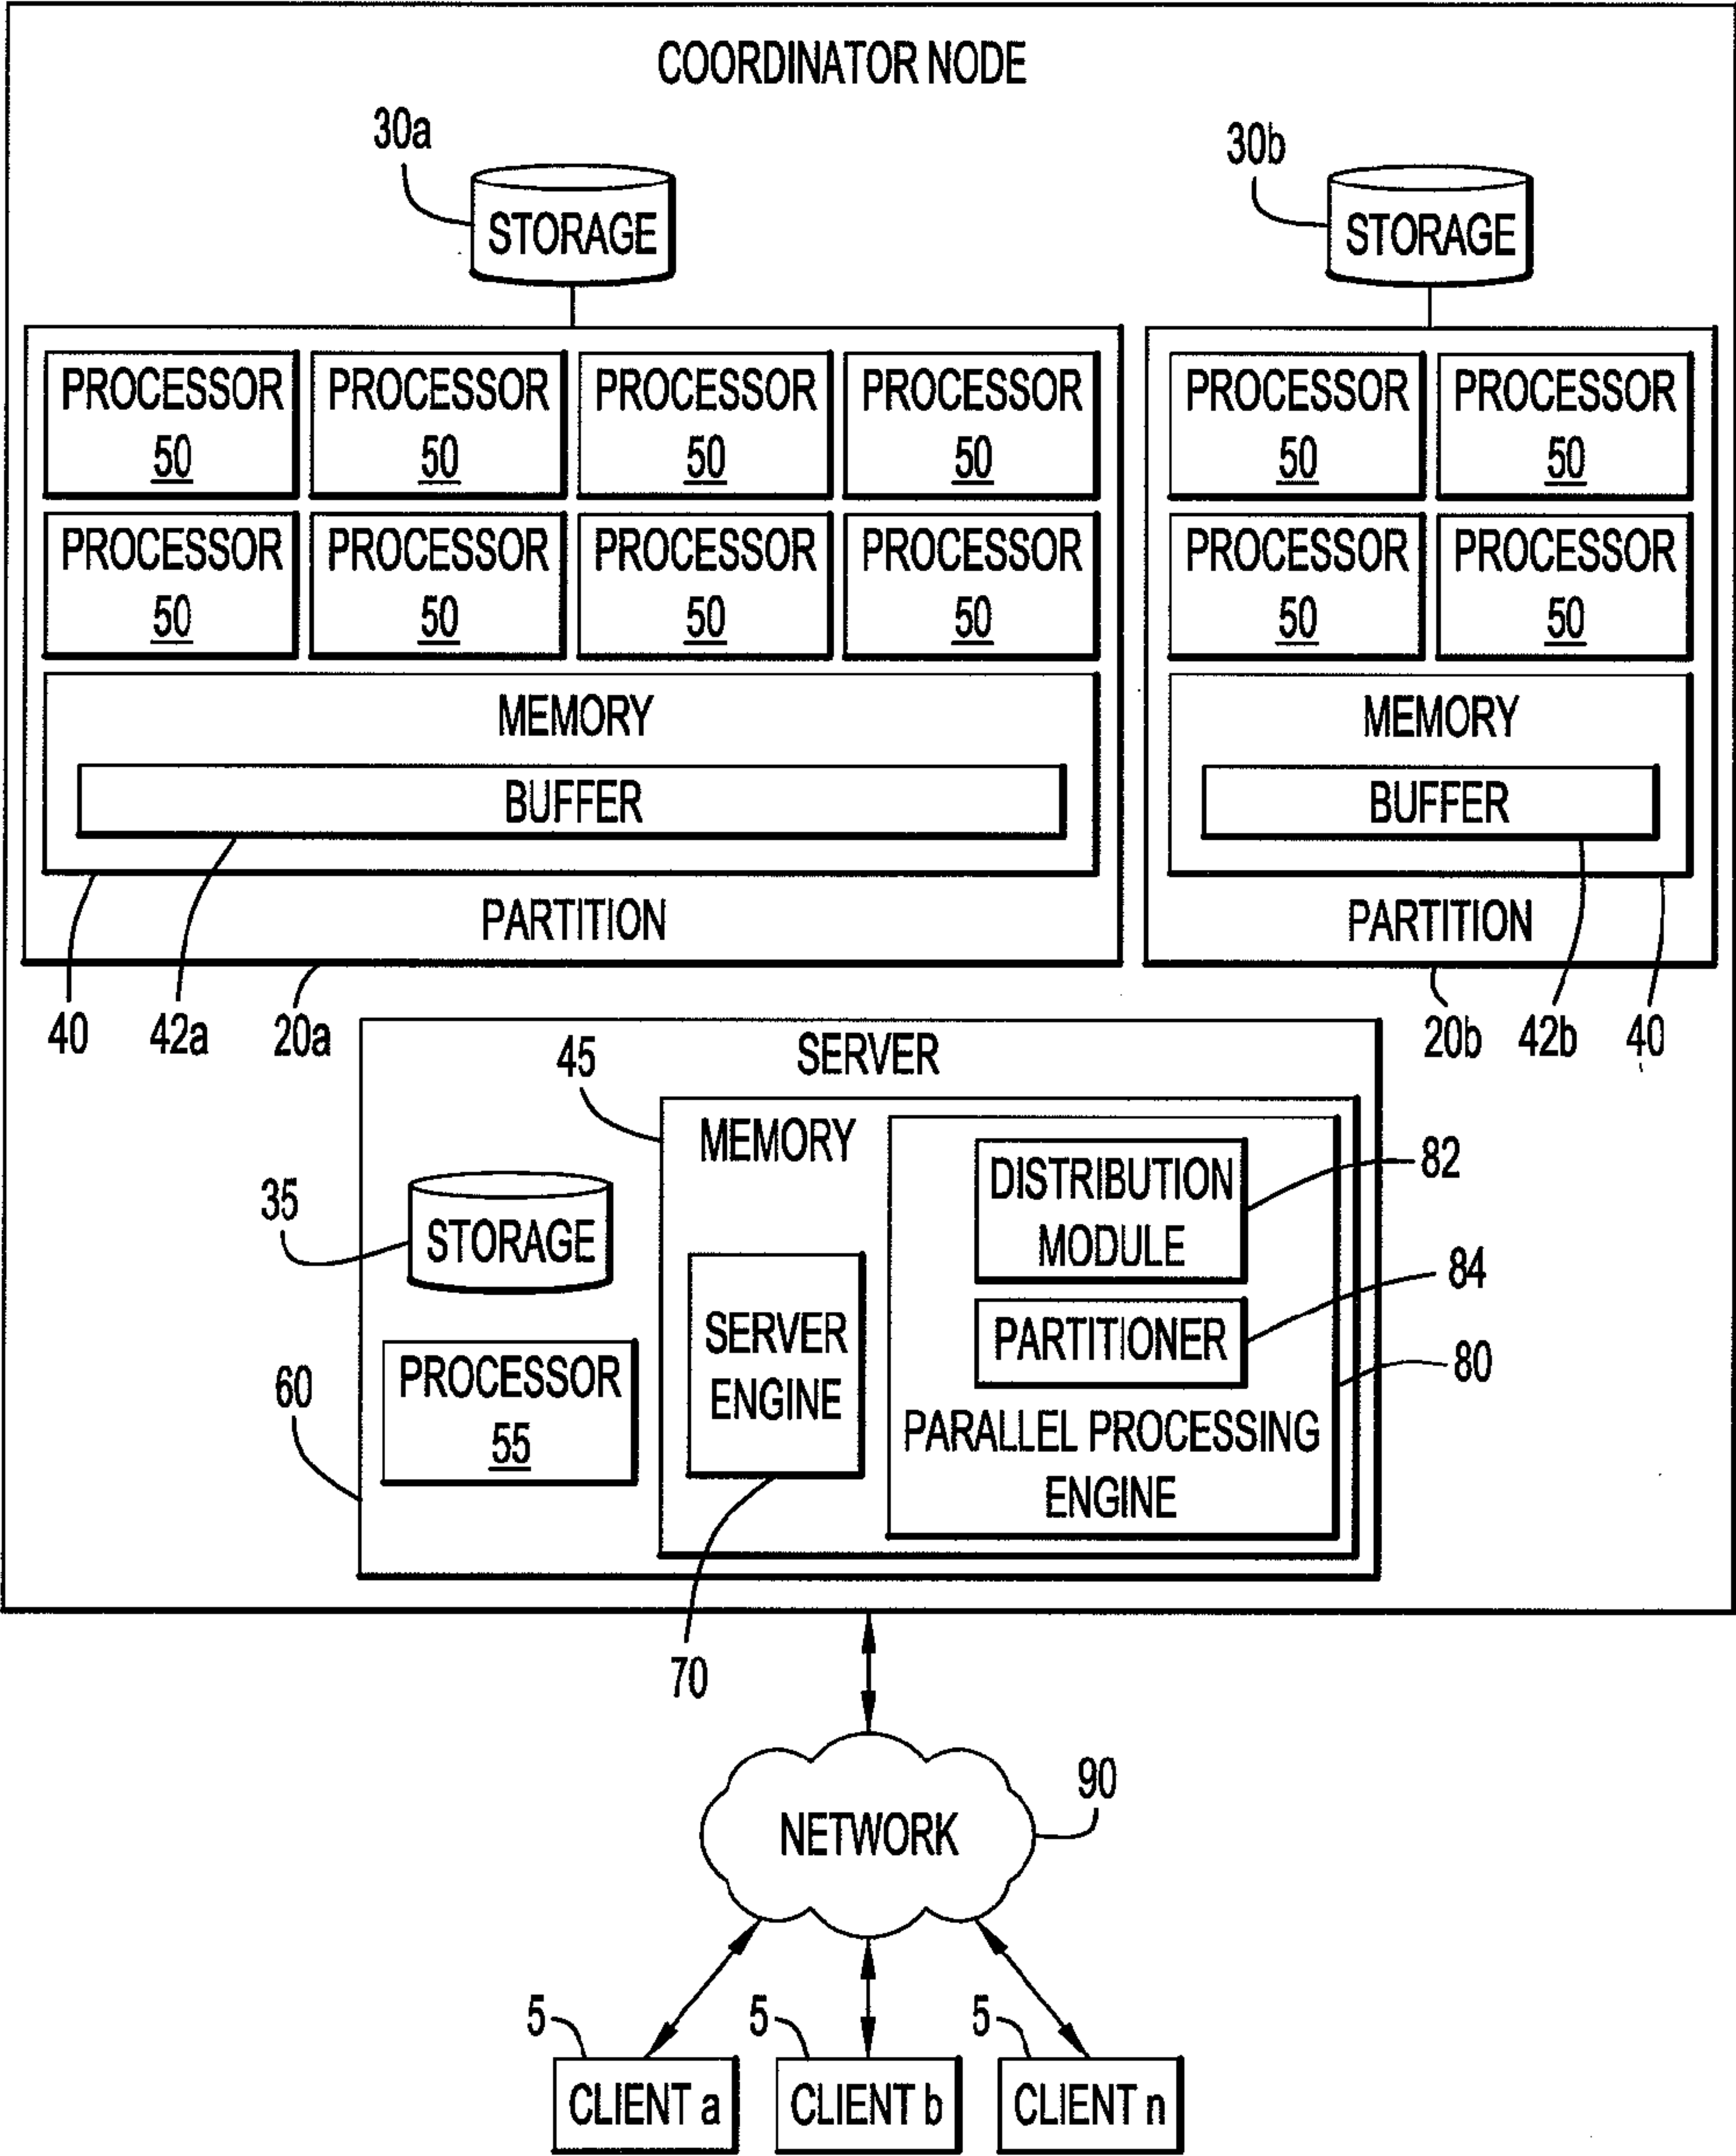 COORDINATOR NODE
30a
30b
STORAGE
STORAGE
PROCESSOR PROCESSOR PROCESSOR PROCESSOR
50 50 50 50
PROCESSOR PROCESSOR PROCESSOR PROCESSOR
50 50 50 50
MEMORY
BUFFER
PARTITION
PROCESSOR PROCESSOR
50 50
PROCESSOR PROCESSOR
50 50
MEMORY
BUFFER
PARTITION
40 42a 20a
20b 42b 40
SERVER
45
MEMORY
DISTRIBUTION
MODULE
82
35
STORAGE
SERVER
ENGINE
PARTITIONER
84
80
60
PROCESSOR
55
PARALLEL PROCESSING
ENGINE
70
NETWORK
90
5 5 5
CLIENT a CLIENT b CLIENT n